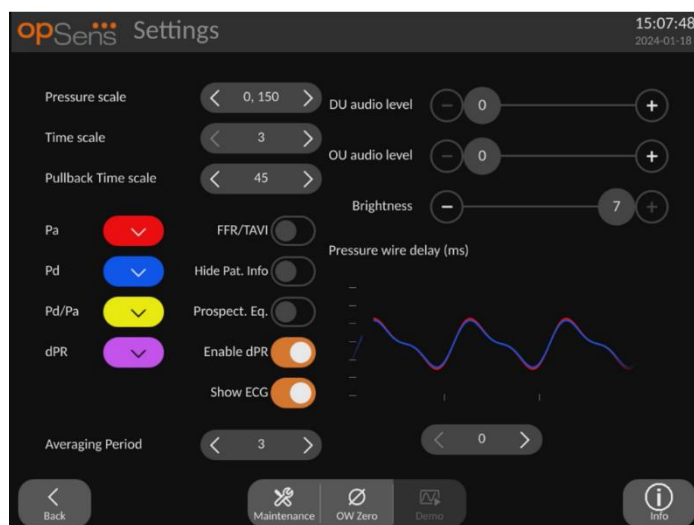 opSens Settings
15:07:48
2024-01-18
Pressure scale
0, 150
Time scale
3
Pullback Time scale
45
DU audio level
0
OU audio level
0
Brightness
7
Pa
FFR/TAVI
Pd
Hide Pat. Info
Pd/Pa
Prospect. Eq.
dPR
Enable dPR
Show ECG
Pressure wire delay (ms)
Averaging Period
3
0
Back
Maintenance
OW Zero
Demo
Info